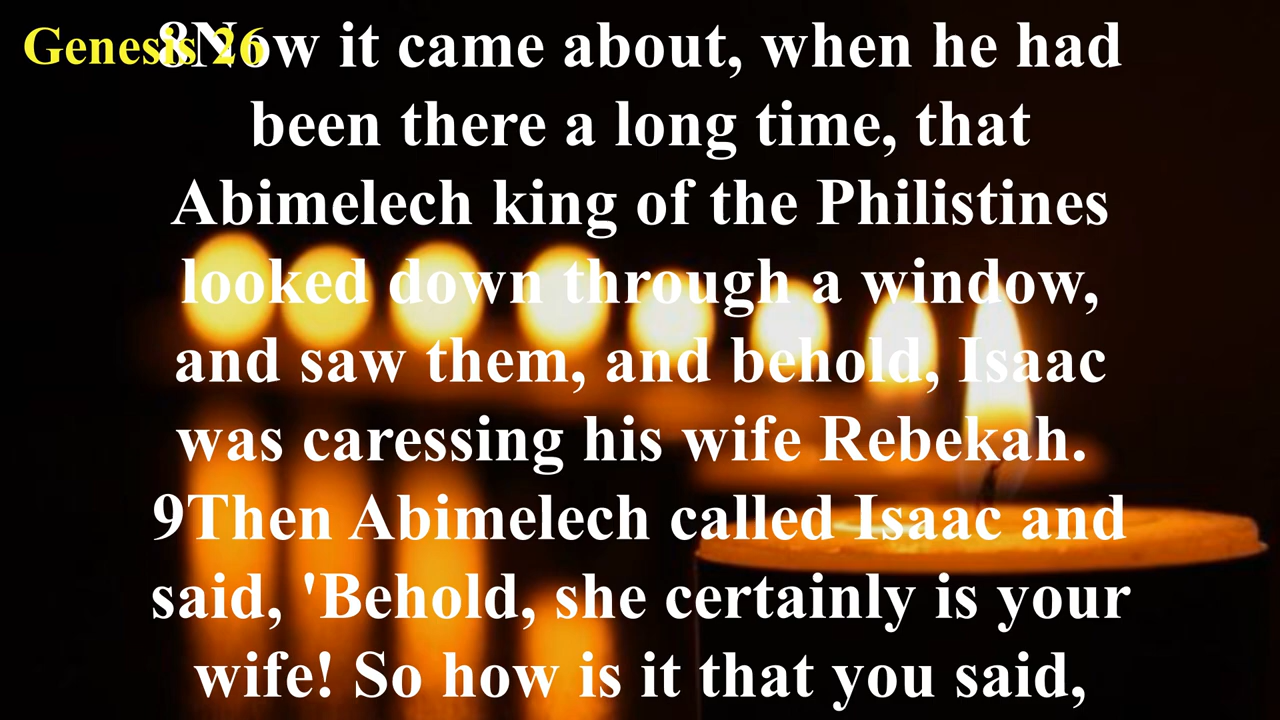 Genesis 26
8Now it came about, when he had
been there a long time, that
Abimelech king of the Philistines
looked down through a window,
and saw them, and behold, Isaac
was caressing his wife Rebekah.
9Then Abimelech called Isaac and
said, 'Behold, she certainly is your
wife! So how is it that you said,